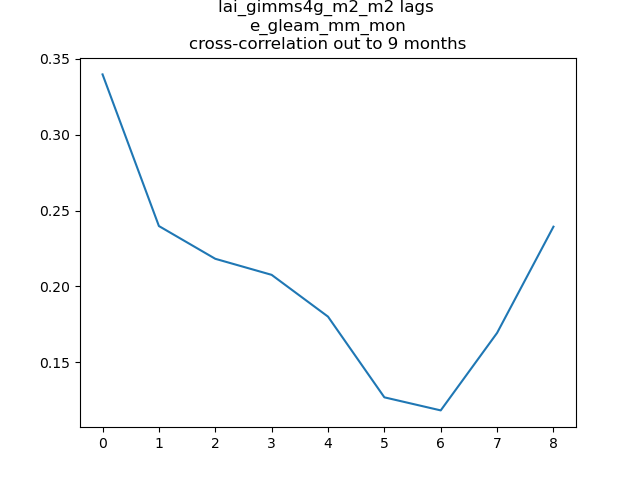 lai_gimms4g_m2_m2 lags
e_gleam_mm_mon
cross-correlation out to 9 months
0.35
0.30
0.25
0.20
0.15
0 1 2 3 4 5 6 7 8